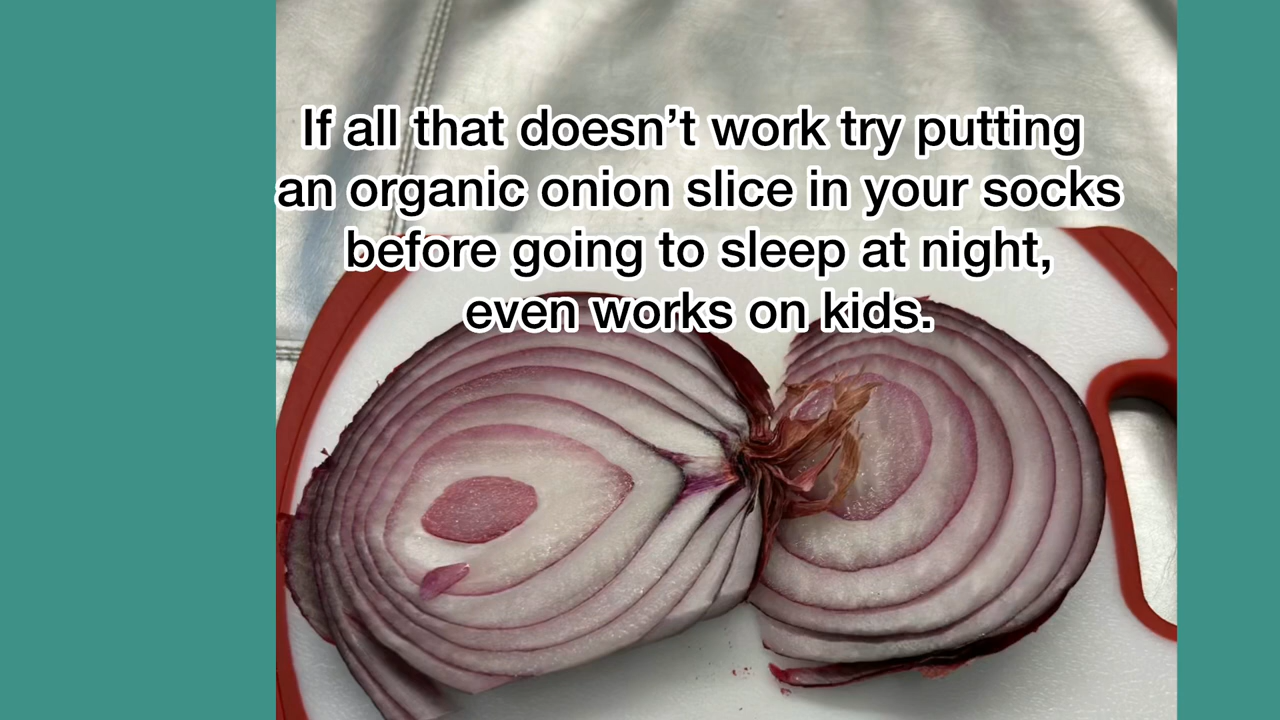 If all that doesn’t work try putting
an organic onion slice in your socks
before going to sleep at night,
even works on kids.